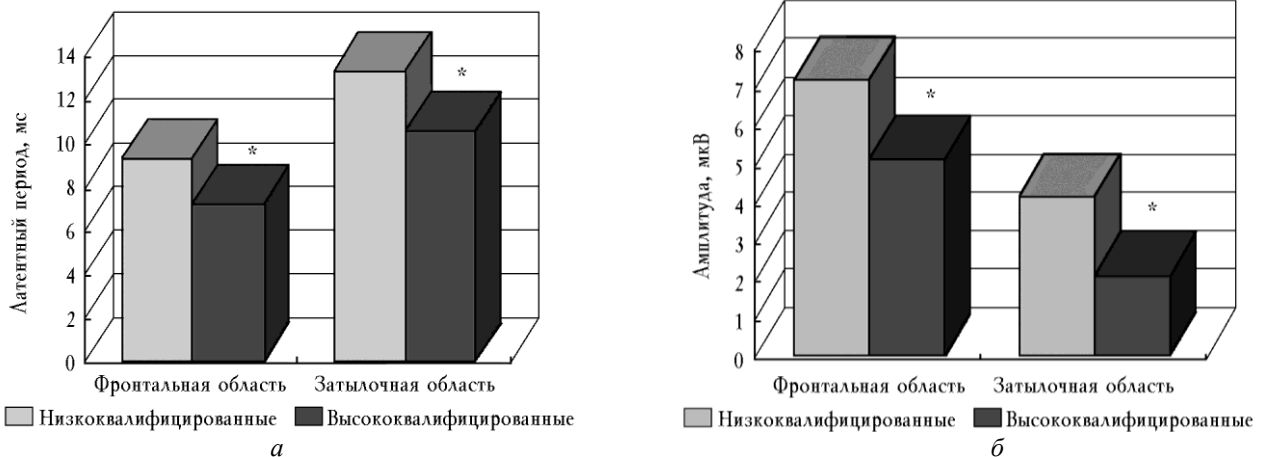 Латентный период, мс
14
12
10
8
6
4
2
0
*
*
Фронтальная область Затылочная область
Низкоквалифицированные Высококвалифицированные
а
Амплитуда, мкВ
8
7
6
5
4
3
2
1
0
*
*
Фронтальная область Затылочная область
Низкоквалифицированные Высококвалифицированные
б